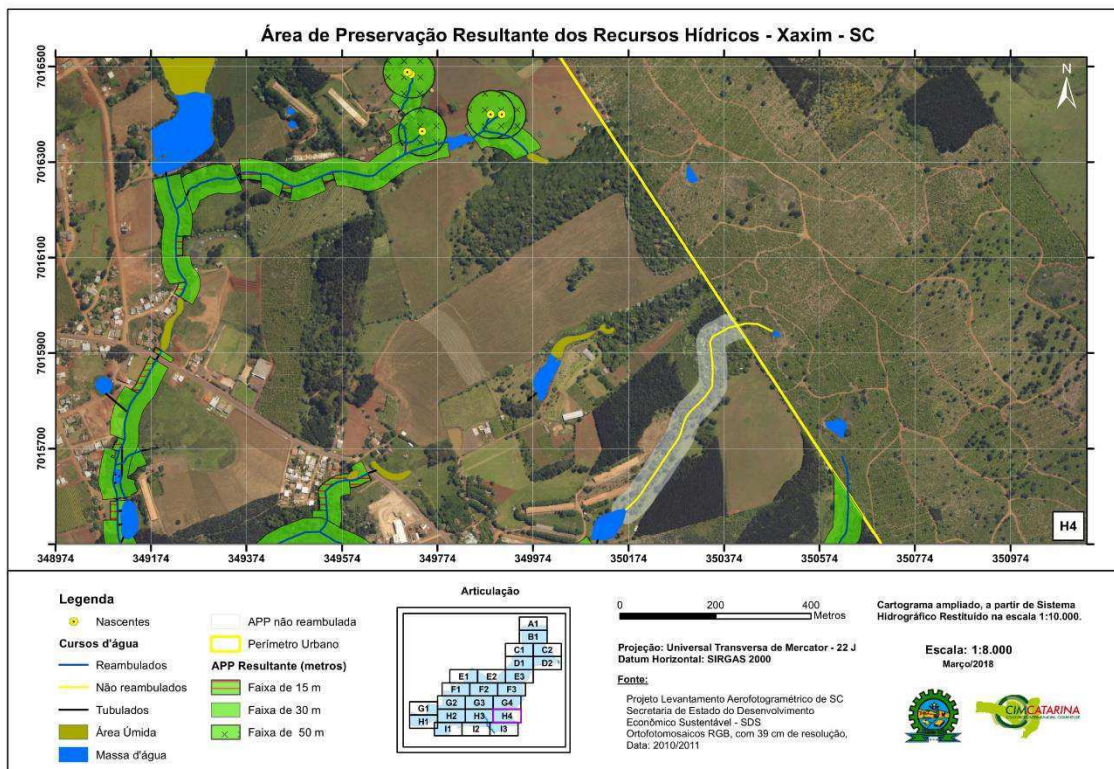 Área de Preservação Resultante dos Recursos Hídricos - Xaxim - SC
N
7016500
7016300
7016100
7015900
7015700
H4
348974
349174
349374
349574
349774
349974
350174
350374
350574
350774
350974
Legenda
Nascentes
Cursos d'água
Reambulados
Não reambulados
Tubulados
Área Úmida
Massa d'água
APP não reambulada
Perímetro Urbano
APP Resultante (metros)
Faixa de 15 m
Faixa de 30 m
Faixa de 50 m
Articulação
A1
B1
C1 C2
D1 D2
E1 E2 E3
F1 F2 F3
G1 G2 G3 G4
H1 H2 H3 H4
I1 I2 I3
0 200 400
Metros
Projeção: Universal Transversa de Mercator - 22 J
Datum Horizontal: SIRGAS 2000
Fonte:
Projeto Levantamento Aerofotogramétrico de SC
Secretaria de Estado do Desenvolvimento
Econômico Sustentável - SDS
Ortofotomosaicos RGB, com 39 cm de resolução,
Data: 2010/2011
Cartograma ampliado, a partir de Sistema
Hidrográfico Restituído na escala 1:10.000.
Escala: 1:8.000
Março/2018
CIMCATARINA